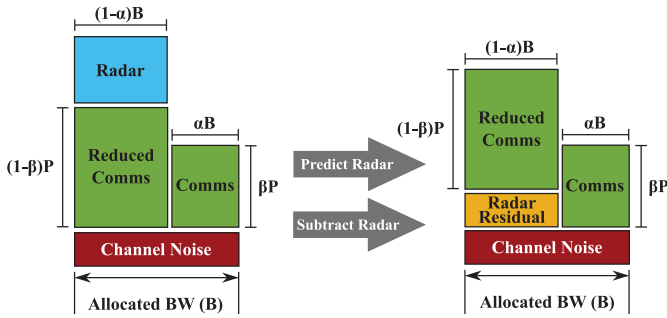 (1-α)B
Radar
(1-β)P
Reduced
Comms
αB
Comms
βP
Channel Noise
Allocated BW (B)
Predict Radar
Subtract Radar
(1-α)B
(1-β)P
Reduced
Comms
αB
Comms
βP
Radar
Residual
Channel Noise
Allocated BW (B)